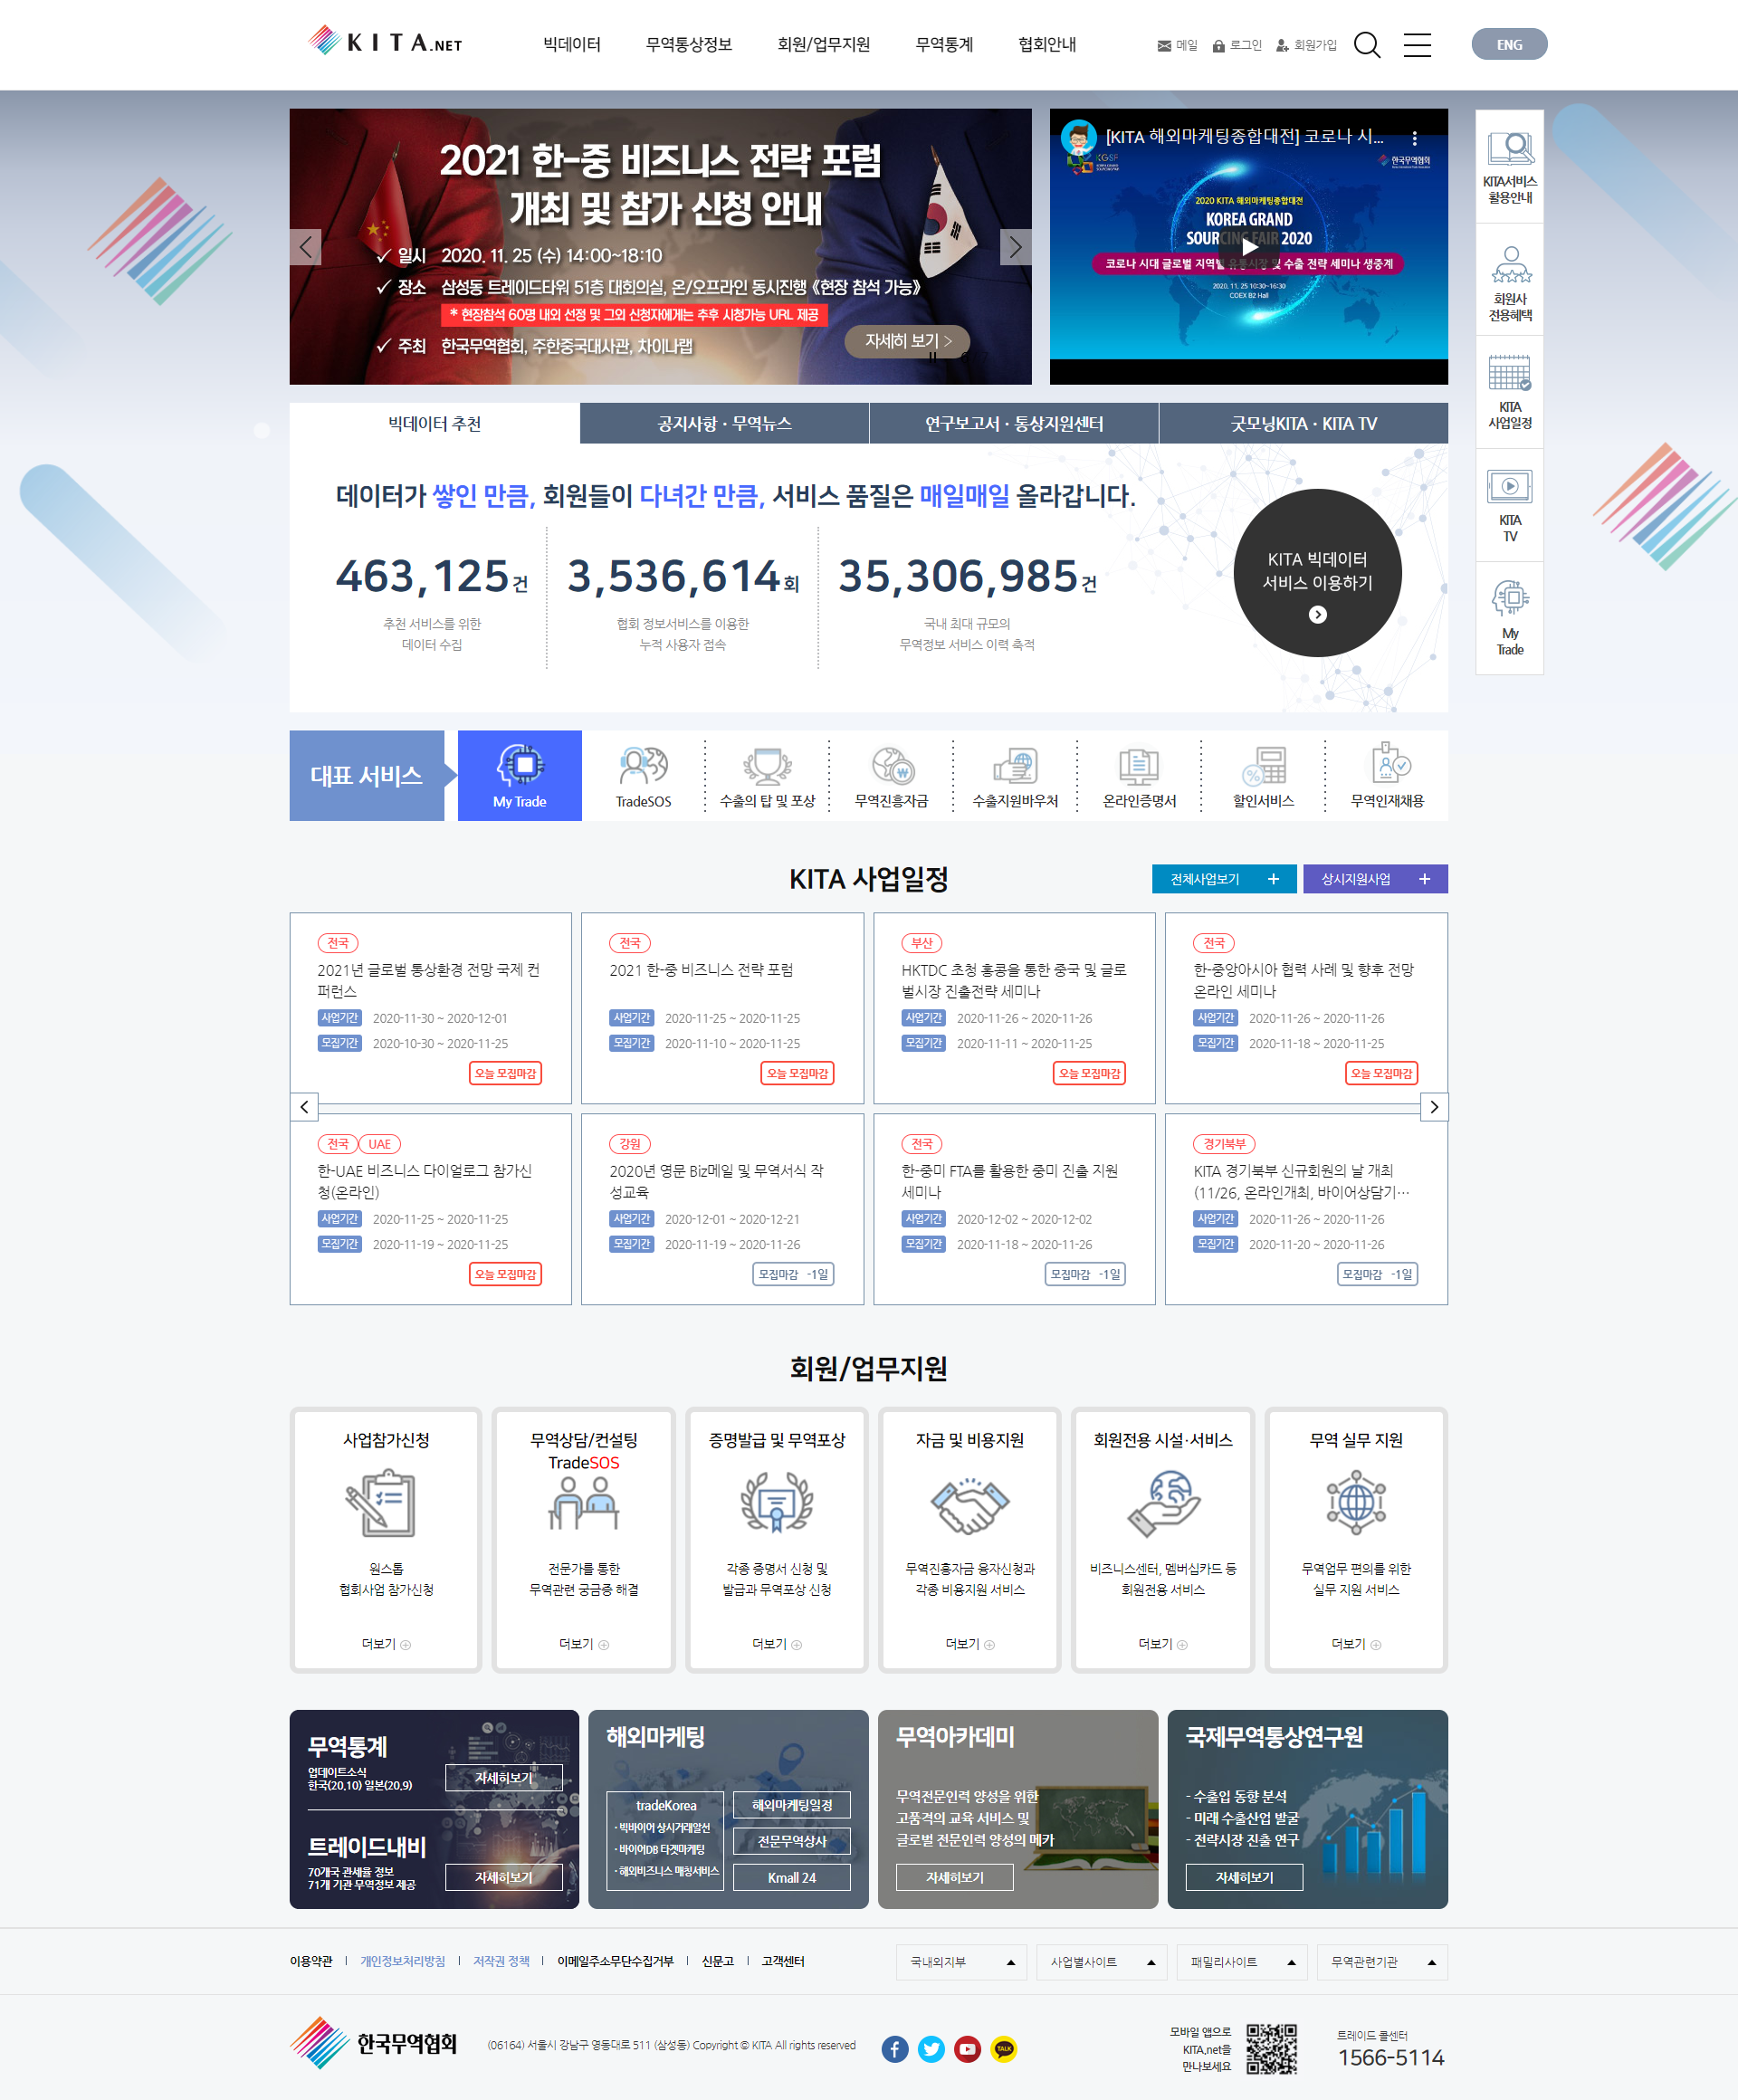 KITA.NET
빅데이터
무역통상정보
회원/업무지원
무역통계
협회안내
메일
로그인
회원가입
ENG
2021 한-중 비즈니스 전략 포럼
개최 및 참가 신청 안내
✓ 일시 2020. 11. 25 (수) 14:00~18:10
✓ 장소 삼성동 트레이드타워 51층 대회의실, 온/오프라인 동시진행 《현장 참석 가능》
* 현장참석 60명 내외 선정 및 그외 신청자에게는 추후 시청가능 URL 제공
✓ 주최 한국무역협회, 주한중국대사관, 차이나랩
자세히 보기 >
[KITA 해외마케팅종합대전] 코로나 시...
KGSF
한국무역협회
2020 KITA 해외마케팅종합대전
KOREA GRAND
SOURCING FAIR 2020
코로나 시대 글로벌 지역별 유통시장 및 수출 전략 세미나 생중계
2020. 11. 25 10:30~16:30
COEX B2 Hall
KITA서비스
활용안내
회원사
전용혜택
KITA
사업일정
KITA
TV
My
Trade
빅데이터 추천
공지사항 · 무역뉴스
연구보고서 · 통상지원센터
굿모닝KITA · KITA TV
데이터가 쌓인 만큼, 회원들이 다녀간 만큼, 서비스 품질은 매일매일 올라갑니다.
463,125건
추천 서비스를 위한
데이터 수집
3,536,614회
협회 정보서비스를 이용한
누적 사용자 접속
35,306,985건
국내 최대 규모의
무역정보 서비스 이력 축적
KITA 빅데이터
서비스 이용하기
대표 서비스
My Trade
TradeSOS
수출의 탑 및 포상
무역진흥자금
수출지원바우처
온라인증명서
할인서비스
무역인재채용
KITA 사업일정
전체사업보기 +
상시지원사업 +
전국
2021년 글로벌 통상환경 전망 국제 컨
퍼런스
사업기간 2020-11-30 ~ 2020-12-01
모집기간 2020-10-30 ~ 2020-11-25
오늘 모집마감
전국
2021 한-중 비즈니스 전략 포럼
사업기간 2020-11-25 ~ 2020-11-25
모집기간 2020-11-10 ~ 2020-11-25
오늘 모집마감
부산
HKTDC 초청 홍콩을 통한 중국 및 글로
벌시장 진출전략 세미나
사업기간 2020-11-26 ~ 2020-11-26
모집기간 2020-11-11 ~ 2020-11-25
오늘 모집마감
전국
한-중앙아시아 협력 사례 및 향후 전망
온라인 세미나
사업기간 2020-11-26 ~ 2020-11-26
모집기간 2020-11-18 ~ 2020-11-25
오늘 모집마감
전국 UAE
한-UAE 비즈니스 다이얼로그 참가신
청(온라인)
사업기간 2020-11-25 ~ 2020-11-25
모집기간 2020-11-19 ~ 2020-11-25
오늘 모집마감
강원
2020년 영문 Biz메일 및 무역서식 작
성교육
사업기간 2020-12-01 ~ 2020-12-21
모집기간 2020-11-19 ~ 2020-11-26
모집마감 -1일
전국
한-중미 FTA를 활용한 중미 진출 지원
세미나
사업기간 2020-12-02 ~ 2020-12-02
모집기간 2020-11-18 ~ 2020-11-26
모집마감 -1일
경기북부
KITA 경기북부 신규회원의 날 개최
(11/26, 온라인개최, 바이어상담기…
사업기간 2020-11-26 ~ 2020-11-26
모집기간 2020-11-20 ~ 2020-11-26
모집마감 -1일
회원/업무지원
사업참가신청
원스톱
협회사업 참가신청
더보기
무역상담/컨설팅
TradeSOS
전문가를 통한
무역관련 궁금증 해결
더보기
증명발급 및 무역포상
각종 증명서 신청 및
발급과 무역포상 신청
더보기
자금 및 비용지원
무역진흥자금 융자신청과
각종 비용지원 서비스
더보기
회원전용 시설·서비스
비즈니스센터, 멤버십카드 등
회원전용 서비스
더보기
무역 실무 지원
무역업무 편의를 위한
실무 지원 서비스
더보기
무역통계
업데이트소식
한국(20,10) 일본(20,9)
자세히보기
트레이드내비
70개국 관세율 정보
71개 기관 무역정보 제공
자세히보기
해외마케팅
tradeKorea
· 빅바이어 상시거래알선
· 바이어DB 타겟마케팅
· 해외비즈니스 매칭서비스
해외마케팅일정
전문무역상사
Kmall 24
무역아카데미
무역전문인력 양성을 위한
고품격의 교육 서비스 및
글로벌 전문인력 양성의 메카
자세히보기
국제무역통상연구원
- 수출입 동향 분석
- 미래 수출산업 발굴
- 전략시장 진출 연구
자세히보기
이용약관
개인정보처리방침
저작권 정책
이메일주소무단수집거부
신문고
고객센터
국내외지부
사업별사이트
패밀리사이트
무역관련기관
한국무역협회
(06164) 서울시 강남구 영동대로 511 (삼성동) Copyright © KITA All rights reserved
TALK
모바일 앱으로
KITA.net을
만나보세요
트레이드 콜센터
1566-5114